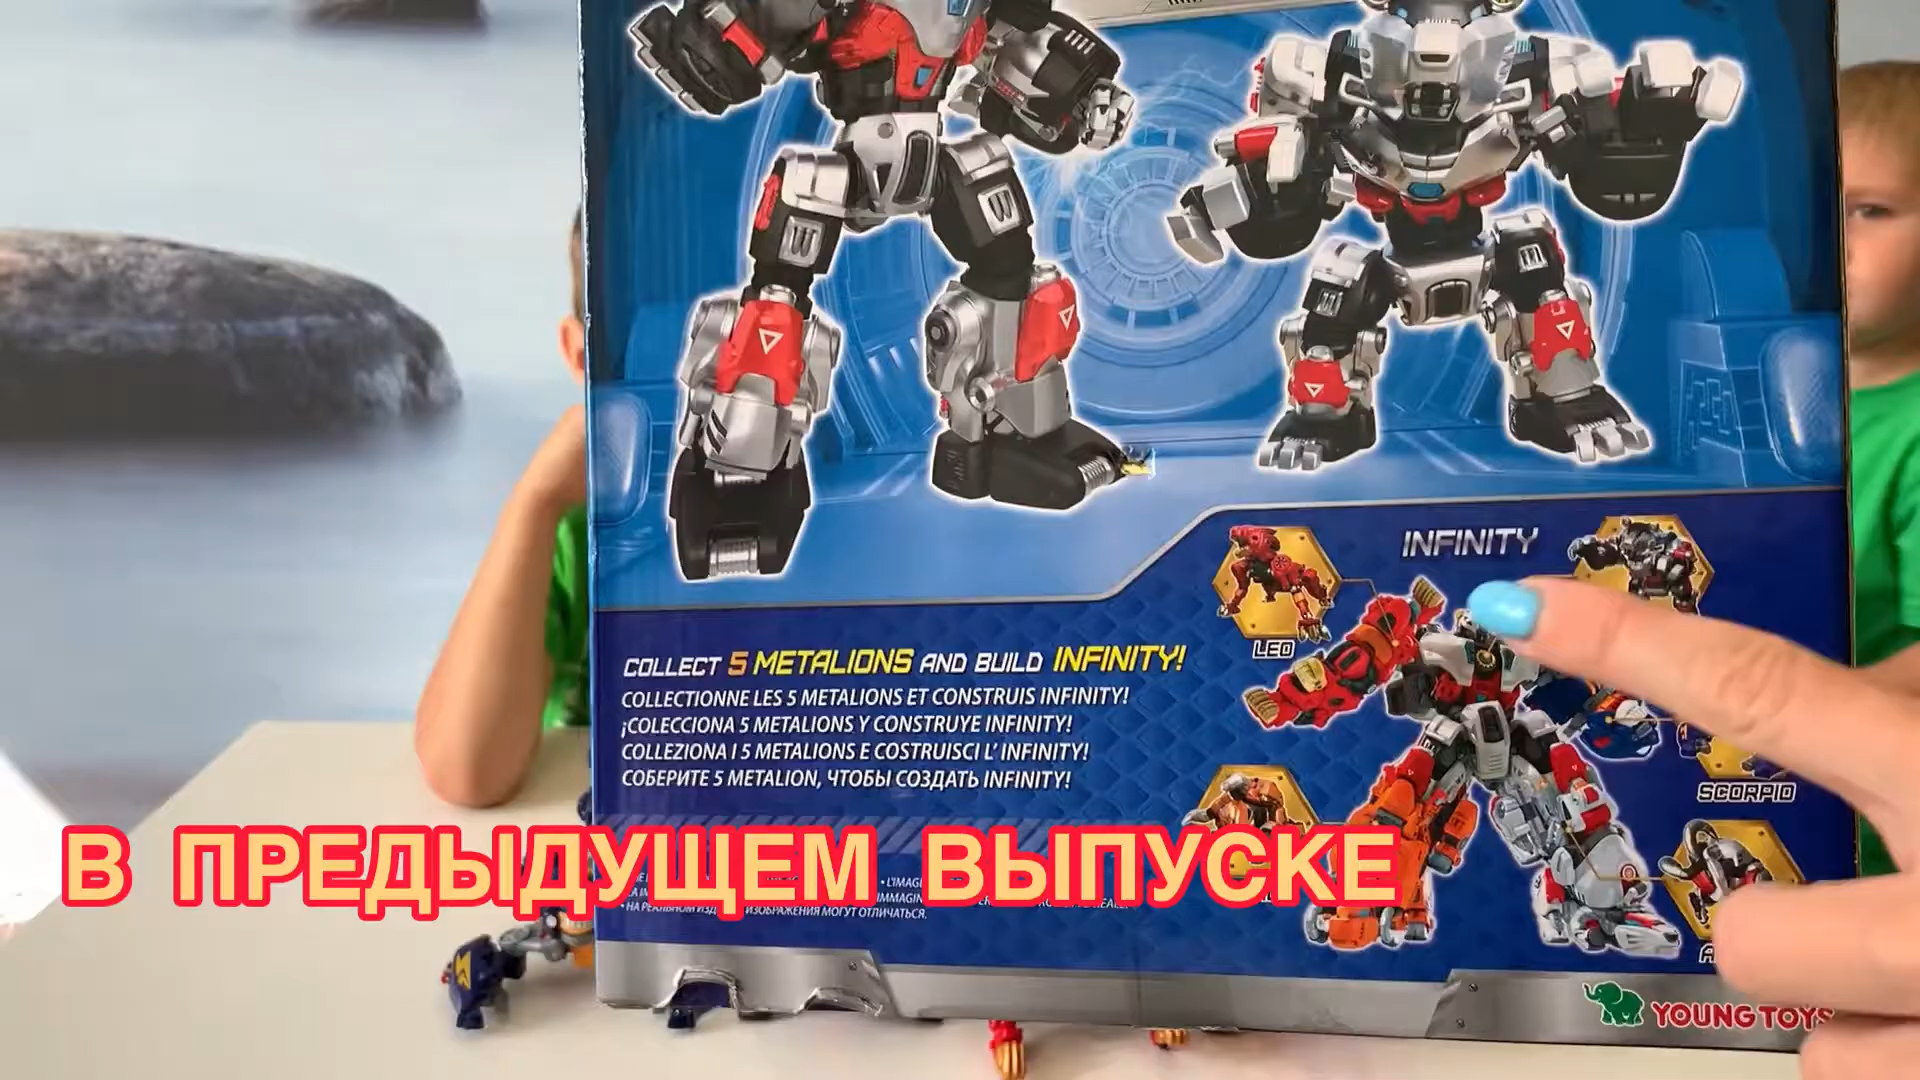 INFINITY
LEO
COLLECT 5 METALIONS AND BUILD INFINITY!
COLLECTIONNE LES 5 METALIONS ET CONSTRUIS INFINITY!
¡COLECCIONA 5 METALIONS Y CONSTRUYE INFINITY!
COLLEZIONA I 5 METALIONS E COSTRUISCI L' INFINITY!
СОБЕРИТЕ 5 METALION, ЧТОБЫ СОЗДАТЬ INFINITY!
SCORPIO
В ПРЕДЫДУЩЕМ ВЫПУСКЕ
ИЗОБРАЖЕНИЯ МОГУТ ОТЛИЧАТЬСЯ.
YOUNG TOYS